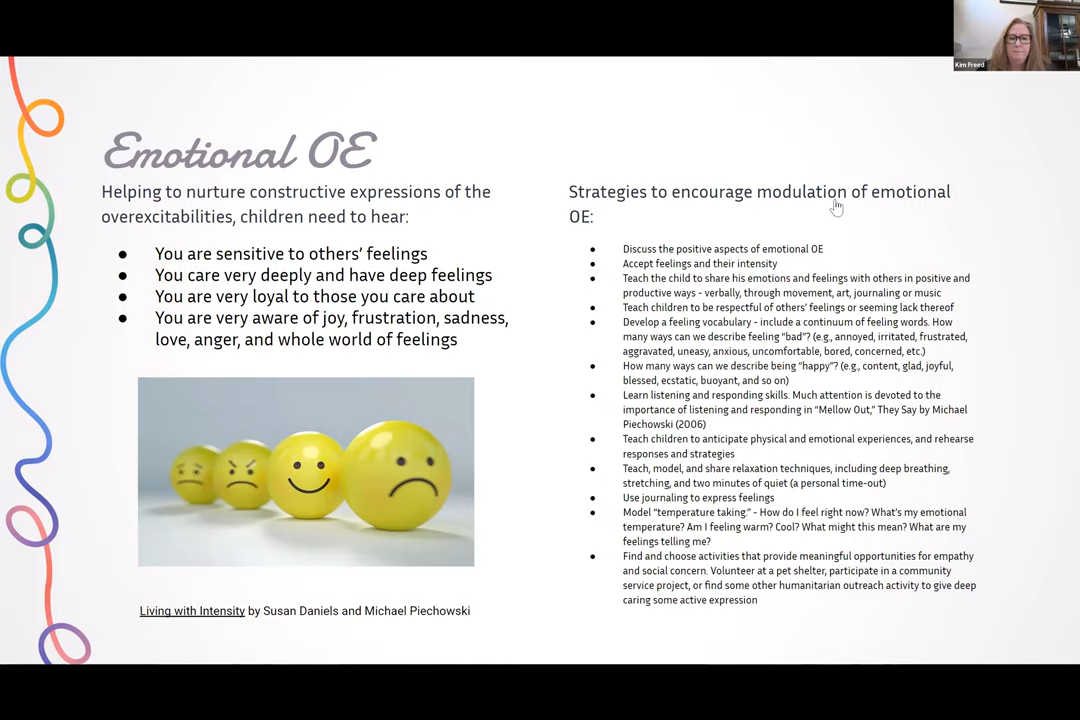 Kim Freed
Emotional OE
Helping to nurture constructive expressions of the
overexcitabilities, children need to hear:
● You are sensitive to others' feelings
● You care very deeply and have deep feelings
● You are very loyal to those you care about
● You are very aware of joy, frustration, sadness,
love, anger, and whole world of feelings
Living with Intensity by Susan Daniels and Michael Piechowski
Strategies to encourage modulation of emotional
OE:
● Discuss the positive aspects of emotional OE
● Accept feelings and their intensity
● Teach the child to share his emotions and feelings with others in positive and
productive ways - verbally, through movement, art, journaling or music
● Teach children to be respectful of others' feelings or seeming lack thereof
● Develop a feeling vocabulary - include a continuum of feeling words. How
many ways can we describe feeling "bad"? (e.g., annoyed, irritated, frustrated,
aggravated, uneasy, anxious, uncomfortable, bored, concerned, etc.)
● How many ways can we describe being "happy"? (e.g., content, glad, joyful,
blessed, ecstatic, buoyant, and so on)
● Learn listening and responding skills. Much attention is devoted to the
importance of listening and responding in "Mellow Out," They Say by Michael
Piechowski (2006)
● Teach children to anticipate physical and emotional experiences, and rehearse
responses and strategies
● Teach, model, and share relaxation techniques, including deep breathing,
stretching, and two minutes of quiet (a personal time-out)
● Use journaling to express feelings
● Model "temperature taking." - How do I feel right now? What's my emotional
temperature? Am I feeling warm? Cool? What might this mean? What are my
feelings telling me?
● Find and choose activities that provide meaningful opportunities for empathy
and social concern. Volunteer at a pet shelter, participate in a community
service project, or find some other humanitarian outreach activity to give deep
caring some active expression